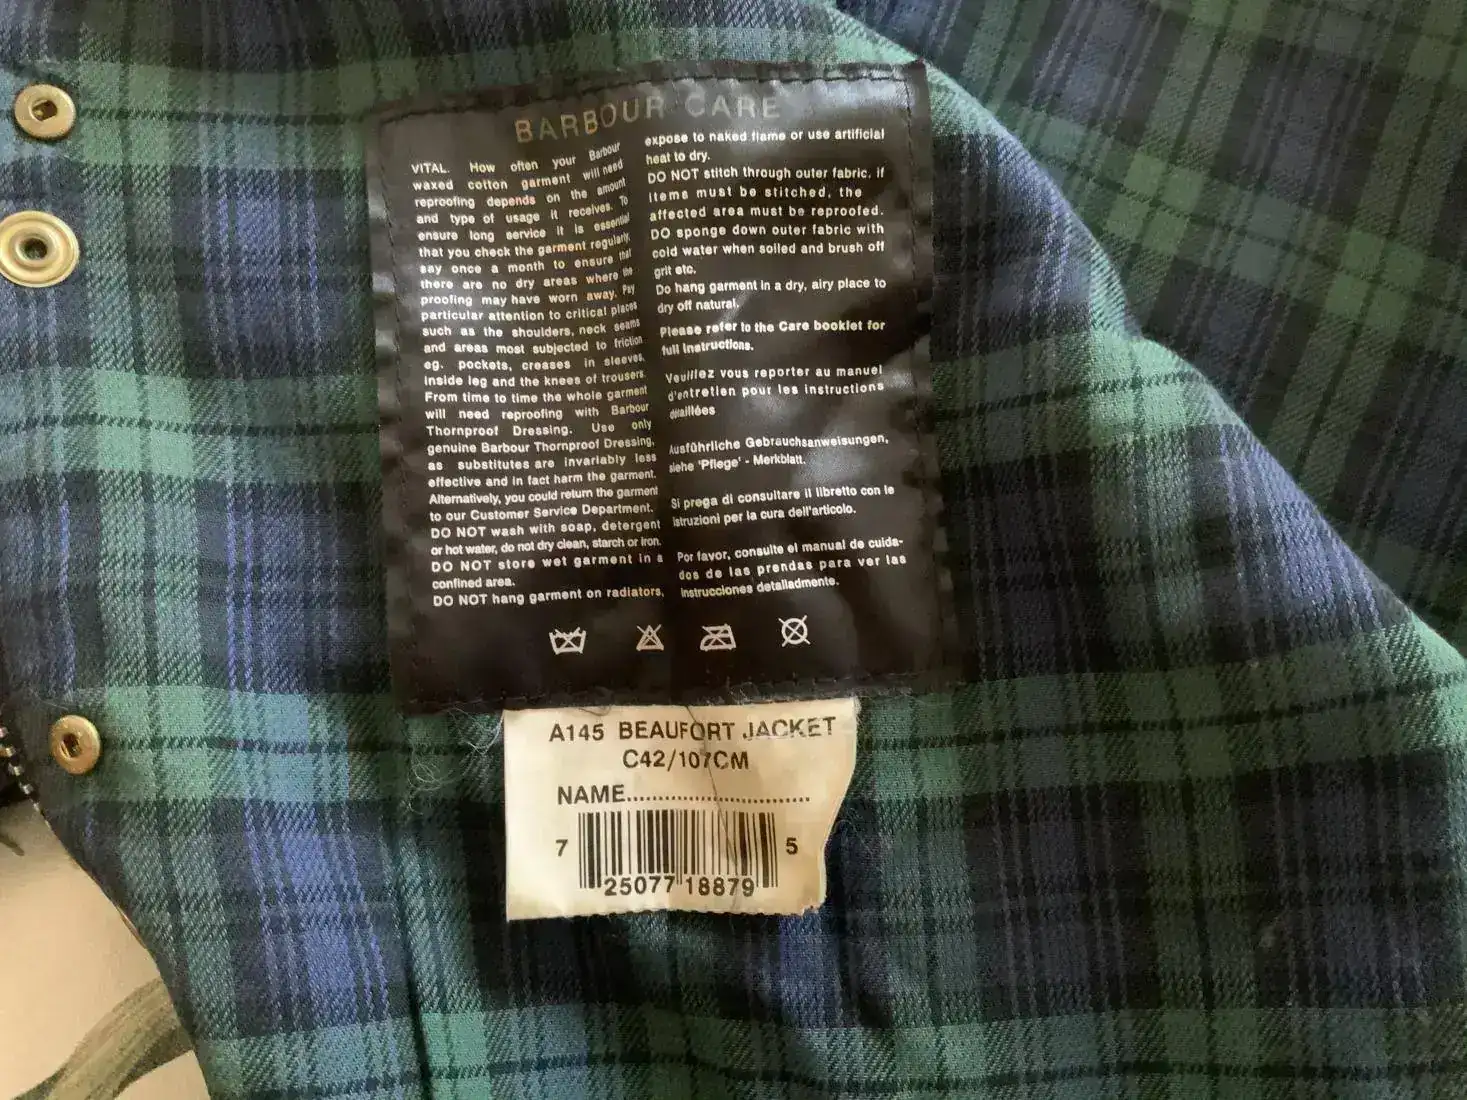 BARBOUR CARE
VITAL. How often your Barbour
waxed cotton garment will need
reproofing depends on the amount
and type of usage it receives. To
ensure long service it is essential
that you check the garment regularly,
say once a month to ensure that
there are no dry areas where the
proofing may have worn away. Pay
particular attention to critical places
such as the shoulders, neck seams
and areas most subjected to friction
eg. pockets, creases in sleeves,
inside leg and the knees of trousers.
From time to time the whole garment
will need reproofing with Barbour
Thornproof Dressing. Use only
genuine Barbour Thornproof Dressing,
as substitutes are invariably less
effective and in fact harm the garment.
Alternatively, you could return the garment
to our Customer Service Department.
DO NOT wash with soap, detergent
or hot water, do not dry clean, starch or iron.
DO NOT store wet garment in a
confined area.
DO NOT hang garment on radiators,
expose to naked flame or use artificial
heat to dry.
DO NOT stitch through outer fabric, if
items must be stitched, the
affected area must be reproofed.
DO sponge down outer fabric with
cold water when soiled and brush off
grit etc.
Do hang garment in a dry, airy place to
dry off natural.
Please refer to the Care booklet for
full instructions.
Veuillez vous reporter au manuel
d'entretien pour les instructions
détaillées
Ausführliche Gebrauchsanweisungen,
siehe 'Pflege' - Merkblatt.
Si prega di consultare il libretto con le
istruzioni per la cura dell'articolo.
Por favor, consulte el manual de cuida-
dos de las prendas para ver las
instrucciones detalladmente.
A145 BEAUFORT JACKET
C42/107CM
NAME..............................
7 25077 18879 5